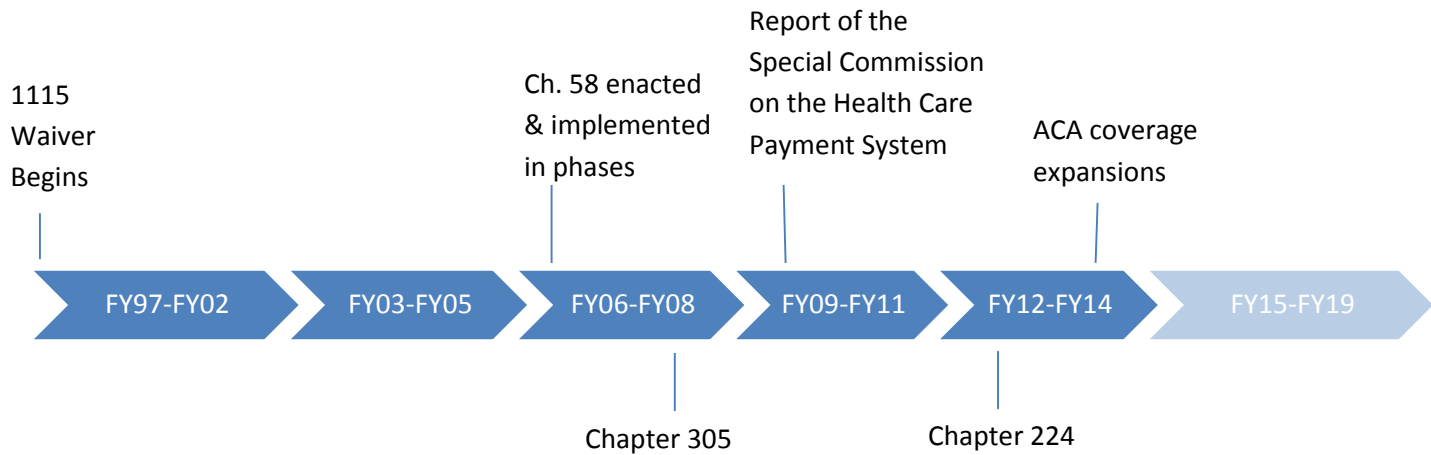 1115
Waiver
Begins
Ch. 58 enacted
& implemented
in phases
Report of the
Special Commission
on the Health Care
Payment System
ACA coverage
expansions
FY97-FY02
FY03-FY05
FY06-FY08
FY09-FY11
FY12-FY14
FY15-FY19
Chapter 305
Chapter 224